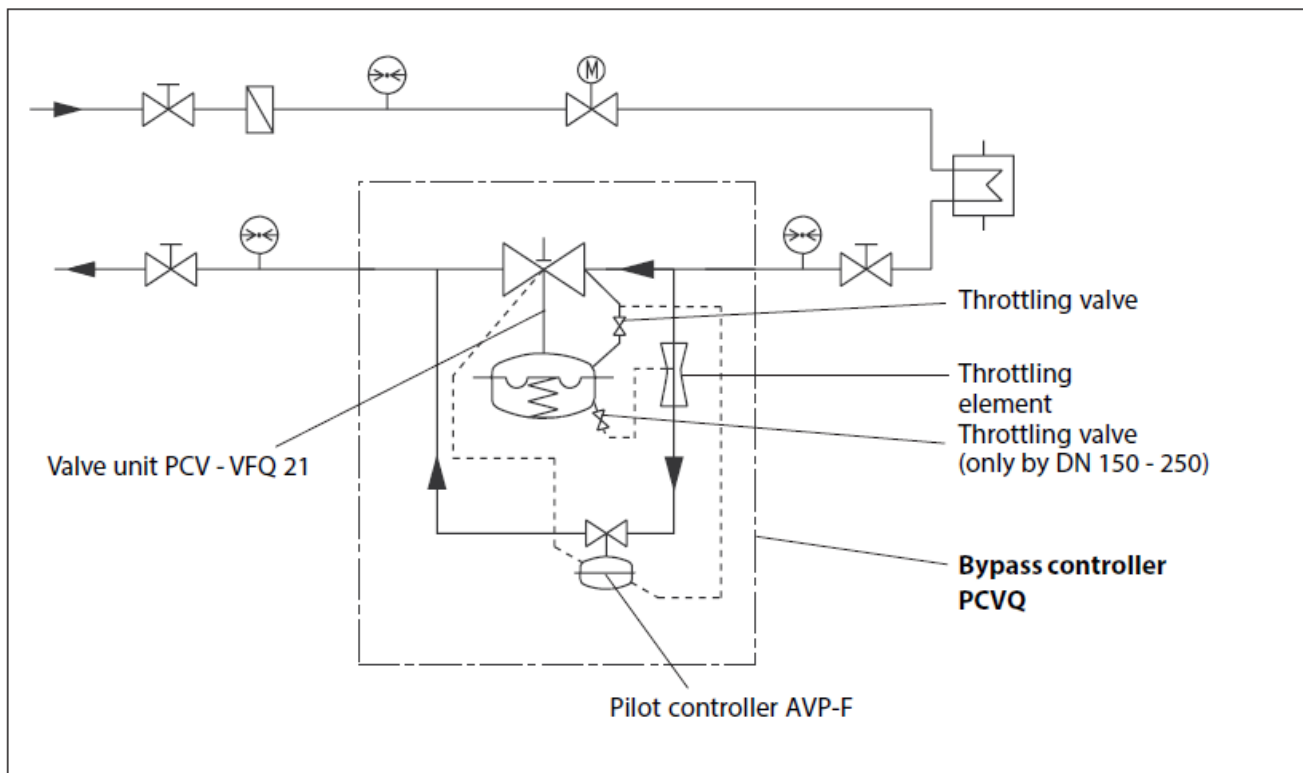 M
Throttling valve
Throttling
element
Throttling valve
(only by DN 150 - 250)
Valve unit PCV - VFQ 21
Bypass controller
PCVQ
Pilot controller AVP-F